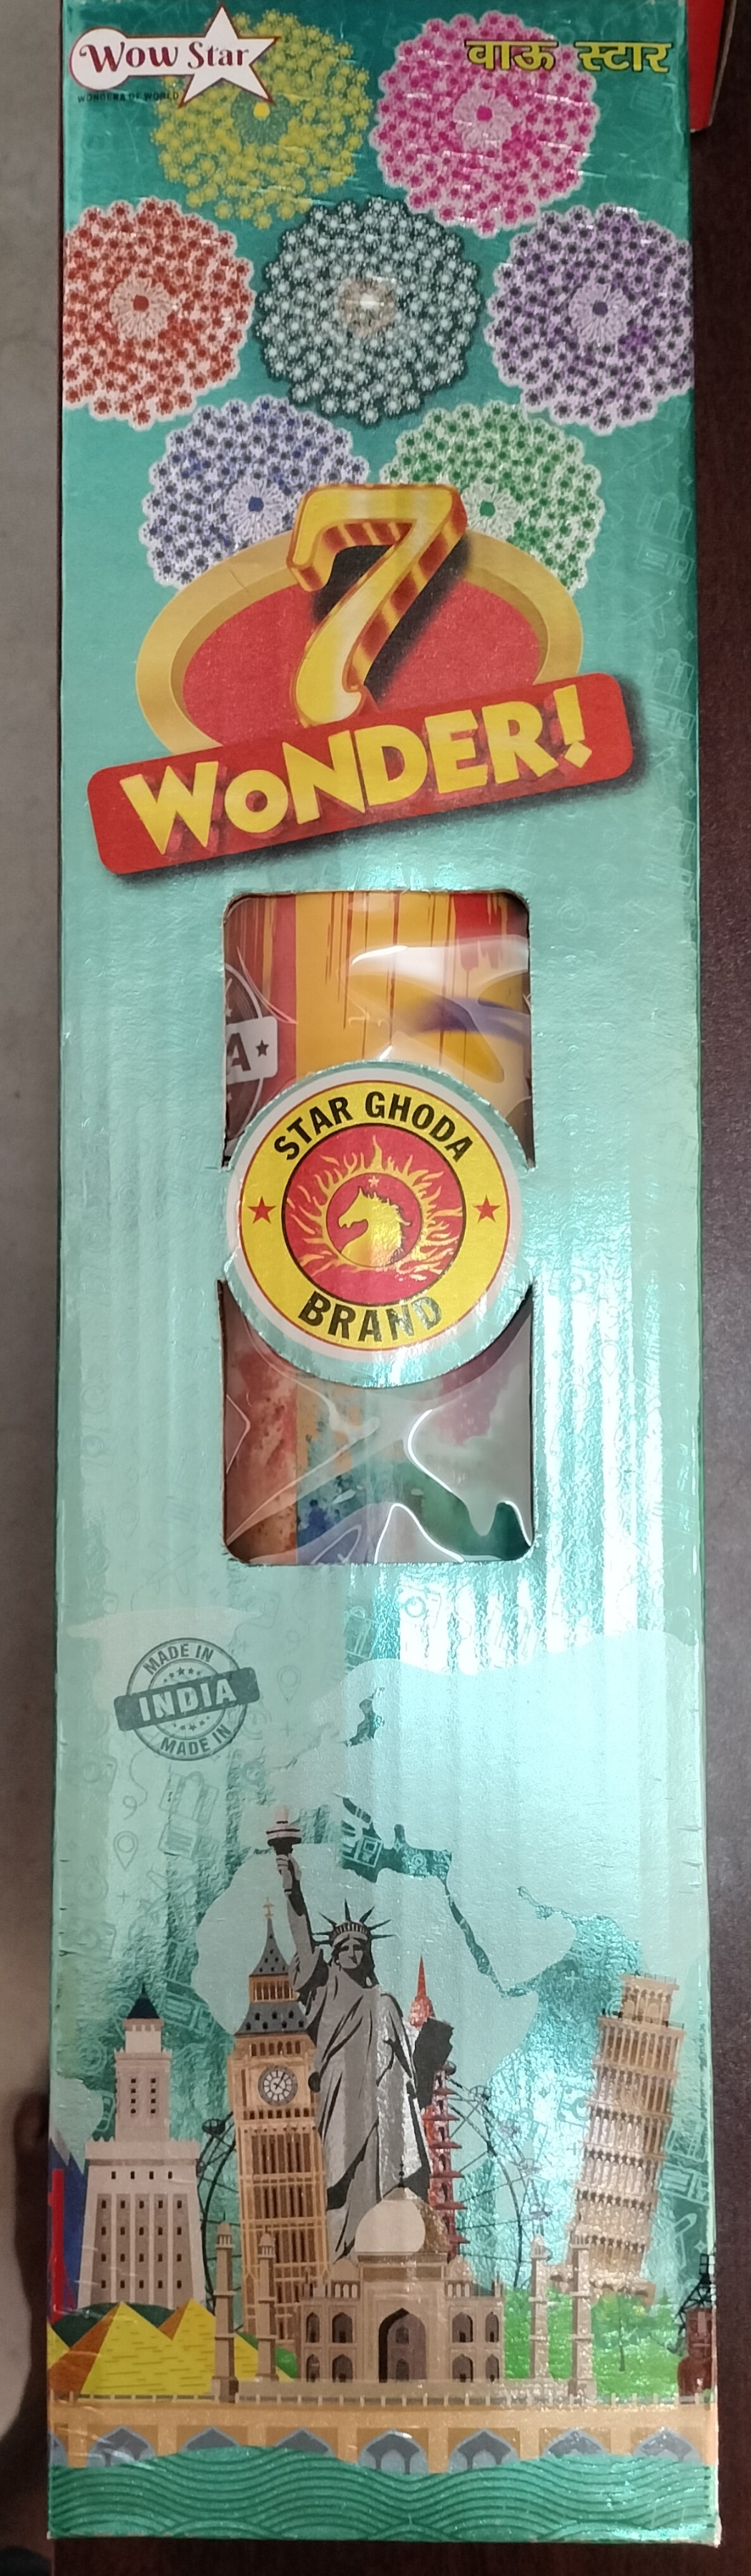 Wow Star
WONDERS OF WORLD
वाऊ स्टार
7
WONDER!
A
STAR GHODA
BRAND
MADE IN
INDIA
MADE IN